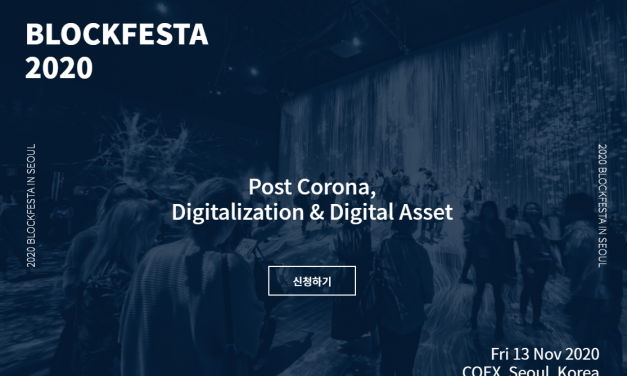 BLOCKFESTA
2020
2020 BLOCKFESTA IN SEOUL
2020 BLOCKFESTA IN SEOUL
Post Corona,
Digitalization & Digital Asset
신청하기
Fri 13 Nov 2020
COEX, Seoul, Korea